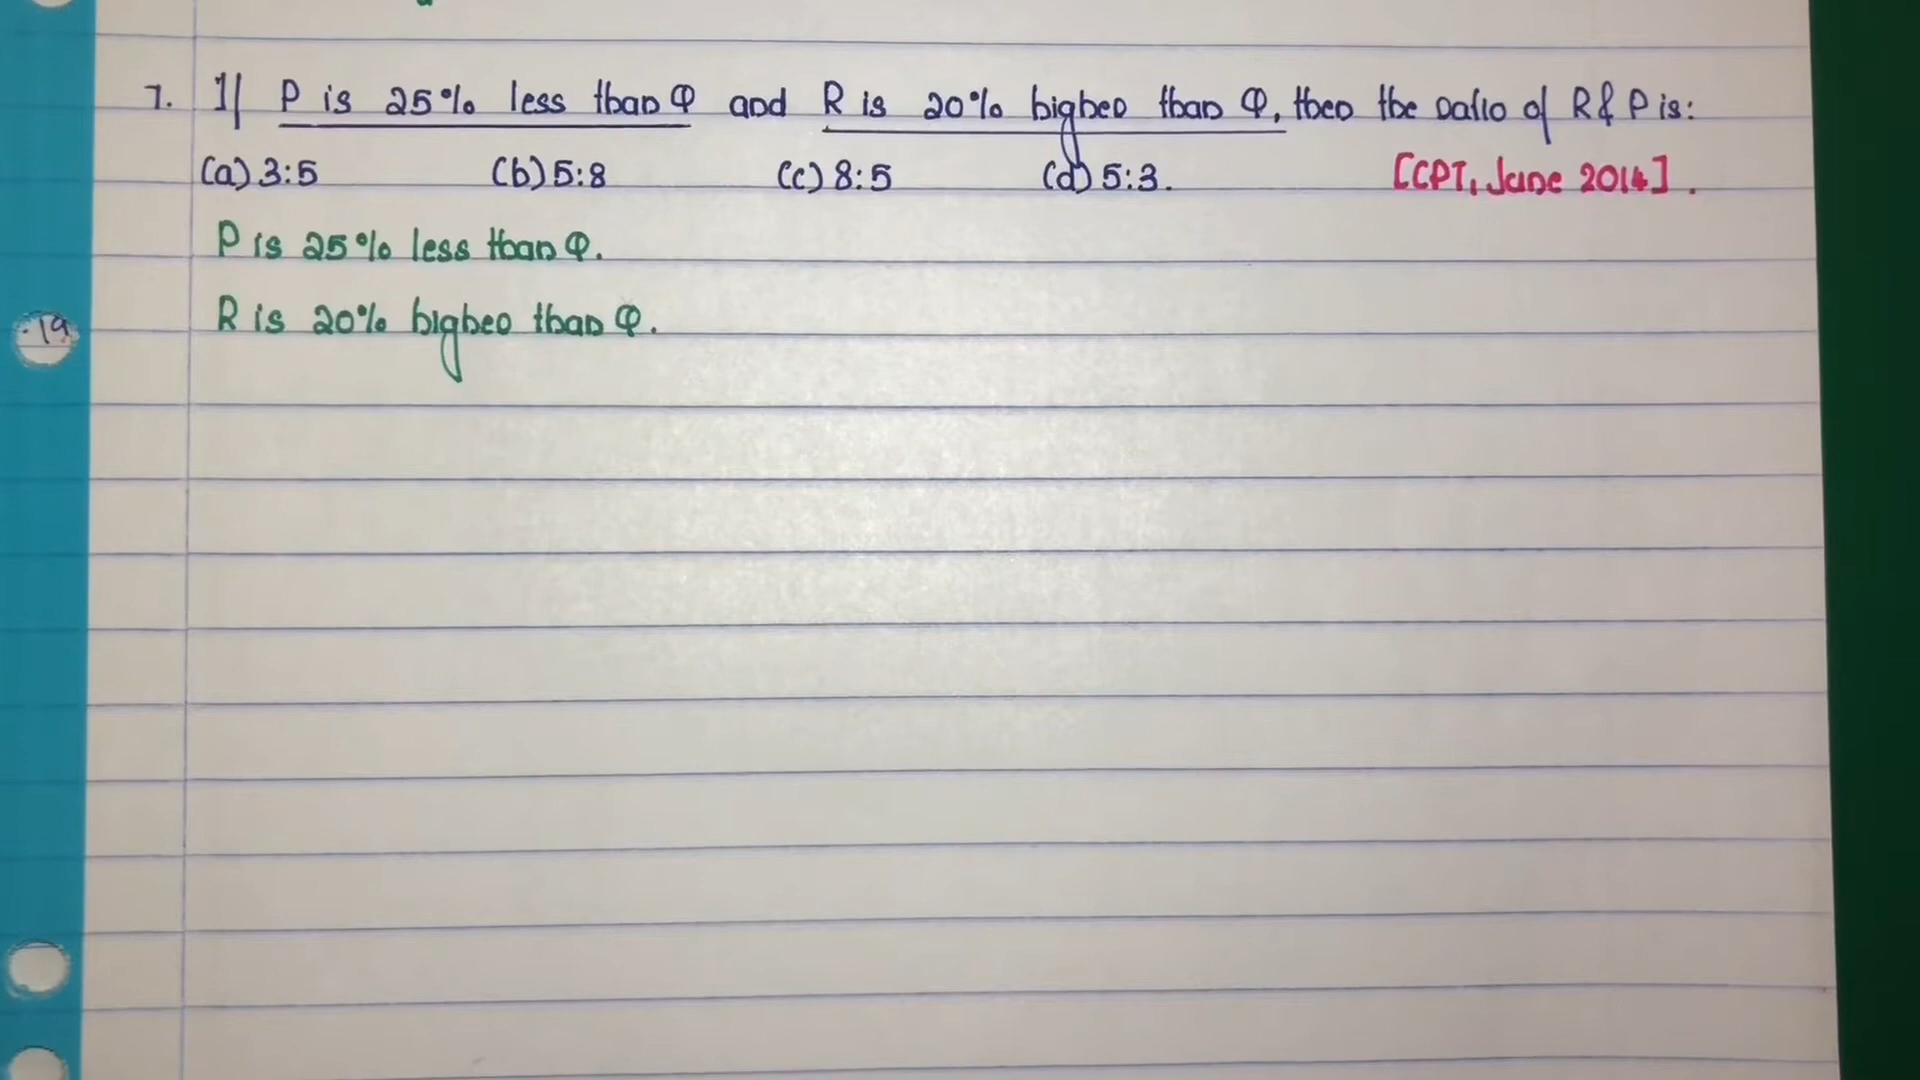 7. If P is 25% less than Q and R is 20% higher than Q, then the ratio of R & P is:
(a) 3:5 (b) 5:8 (c) 8:5 (d) 5:3. [CPT, June 2014].
P is 25% less than Q.
R is 20% higher than Q.